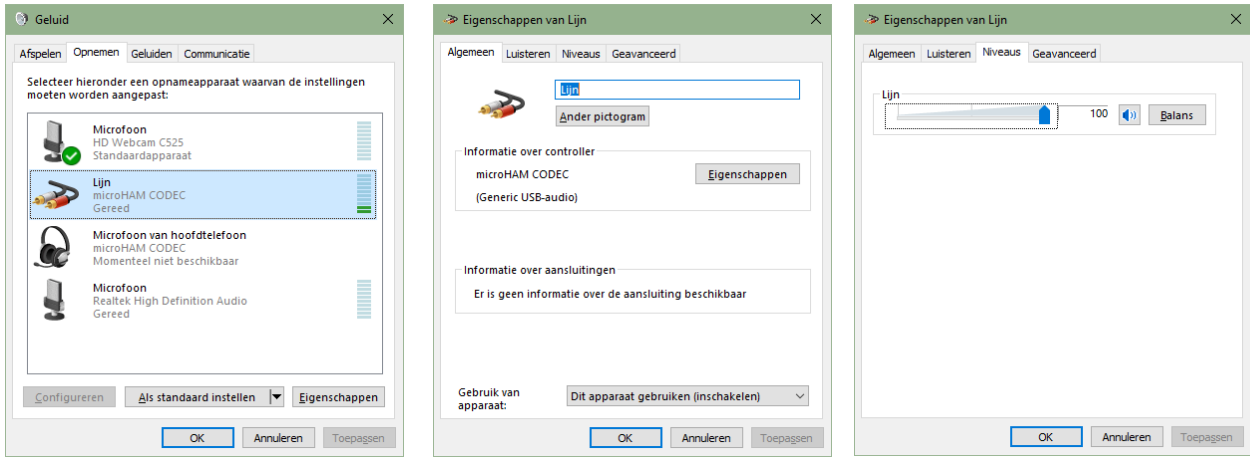 Geluid
Afspelen Opnemen Geluiden Communicatie
Selecteer hieronder een opnameapparaat waarvan de instellingen
moeten worden aangepast:
Microfoon
HD Webcam C525
Standaardapparaat
Lijn
microHAM CODEC
Gereed
Microfoon van hoofdtelefoon
microHAM CODEC
Momenteel niet beschikbaar
Microfoon
Realtek High Definition Audio
Gereed
Configureren Als standaard instellen Eigenschappen
OK Annuleren Toepassen
Eigenschappen van Lijn
Algemeen Luisteren Niveaus Geavanceerd
Lijn
Ander pictogram
Informatie over controller
microHAM CODEC Eigenschappen
(Generic USB-audio)
Informatie over aansluitingen
Er is geen informatie over de aansluiting beschikbaar
Gebruik van
apparaat:
Dit apparaat gebruiken (inschakelen)
OK Annuleren Toepassen
Eigenschappen van Lijn
Algemeen Luisteren Niveaus Geavanceerd
Lijn
100 Balans
OK Annuleren Toepassen